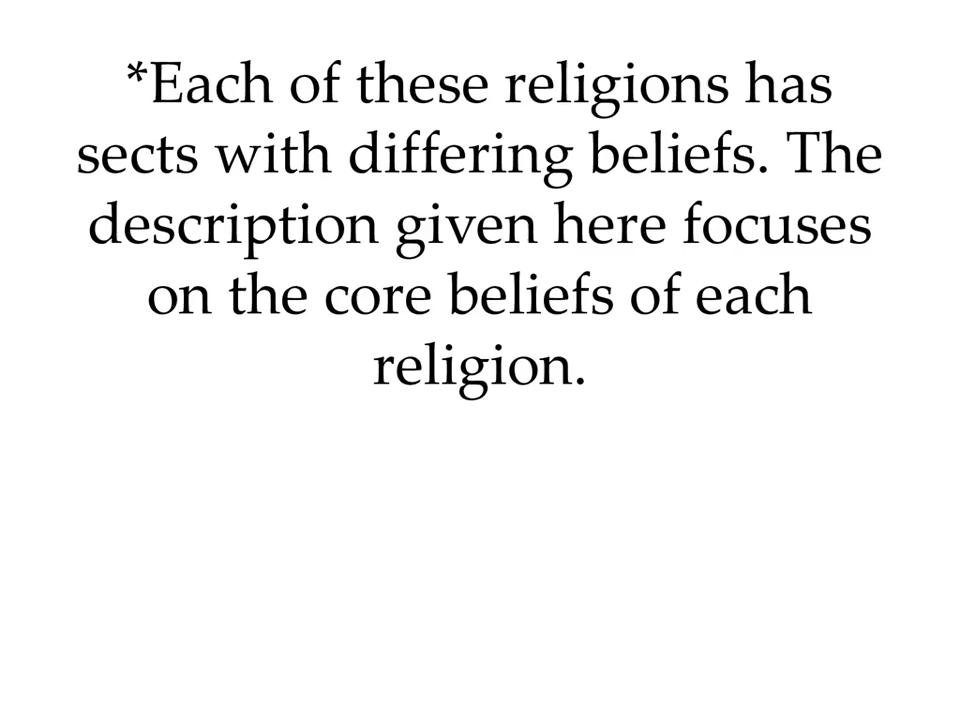 *Each of these religions has
sects with differing beliefs. The
description given here focuses
on the core beliefs of each
religion.